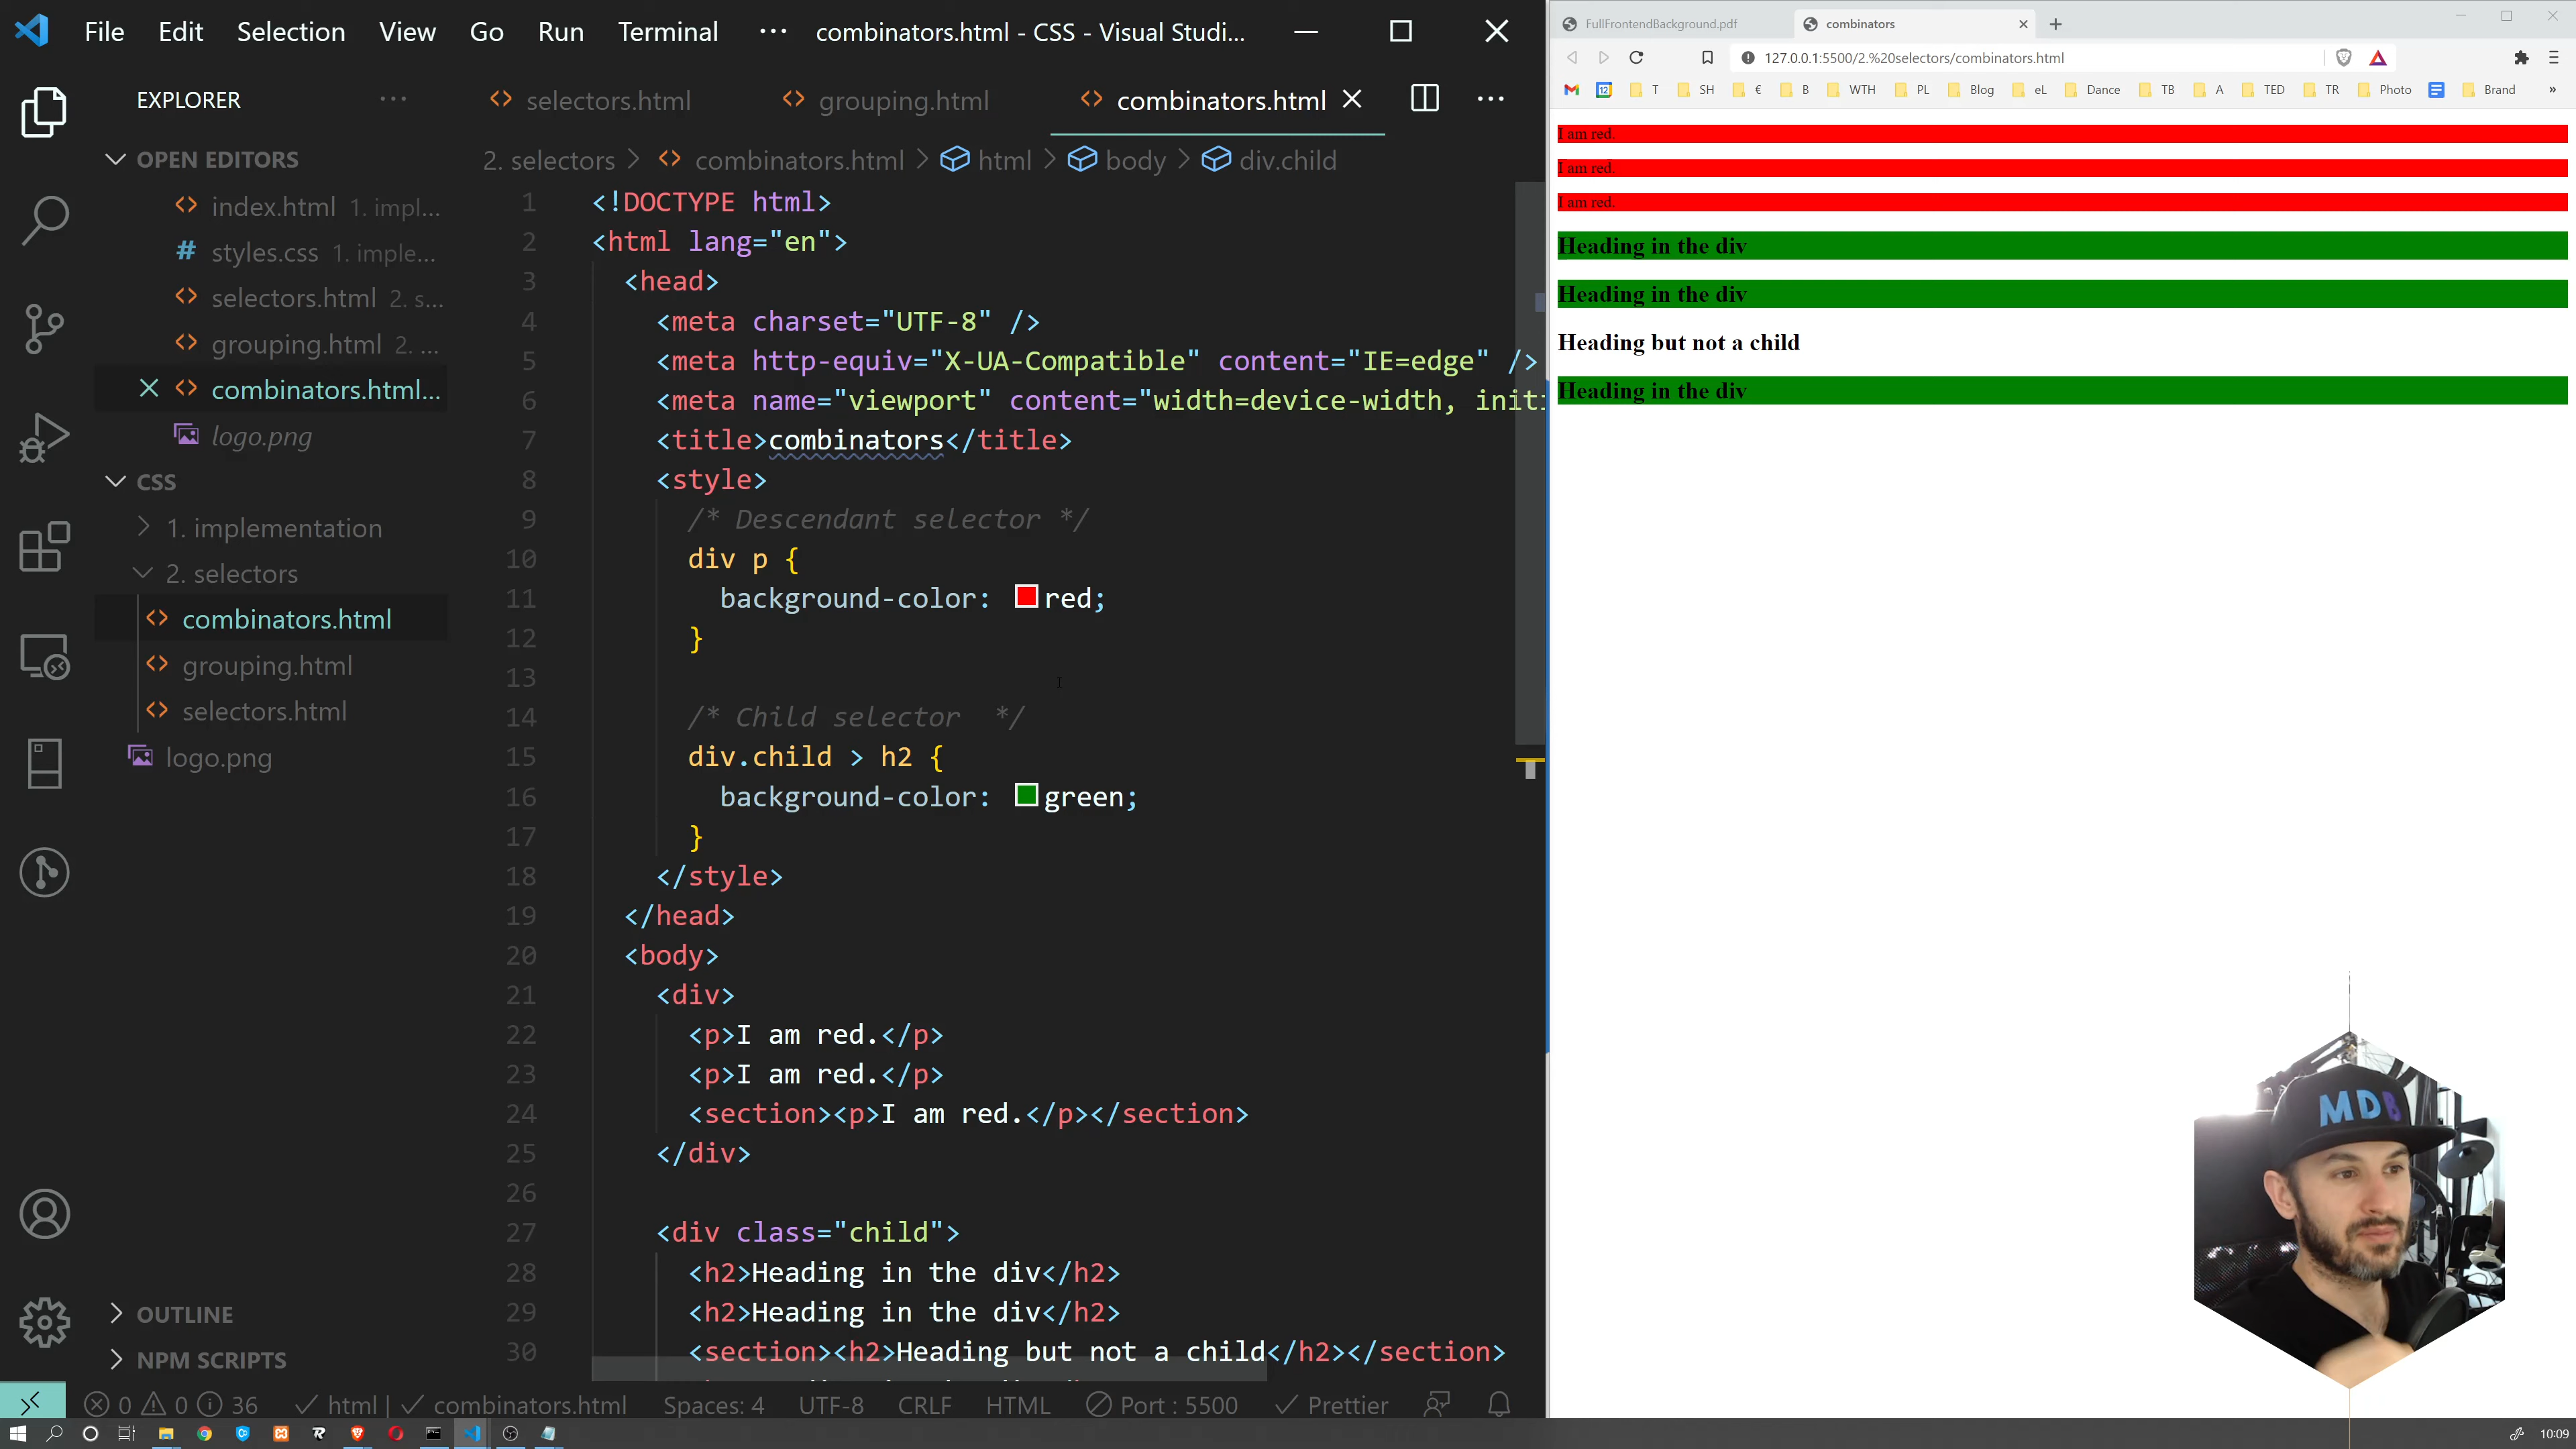 File Edit Selection View Go Run Terminal ··· combinators.html - CSS - Visual Studi...
EXPLORER ···
OPEN EDITORS
index.html 1. impl...
styles.css 1. imple...
selectors.html 2. s...
grouping.html 2. ...
combinators.html...
logo.png
CSS
1. implementation
2. selectors
combinators.html
grouping.html
selectors.html
logo.png
OUTLINE
NPM SCRIPTS
selectors.html grouping.html combinators.html
2. selectors > combinators.html > html > body > div.child
1 <!DOCTYPE html>
2 <html lang="en">
3 <head>
4 <meta charset="UTF-8" />
5 <meta http-equiv="X-UA-Compatible" content="IE=edge" />
6 <meta name="viewport" content="width=device-width, initi
7 <title>combinators</title>
8 <style>
9 /* Descendant selector */
10 div p {
11 background-color: red;
12 }
13
14 /* Child selector  */
15 div.child > h2 {
16 background-color: green;
17 }
18 </style>
19 </head>
20 <body>
21 <div>
22 <p>I am red.</p>
23 <p>I am red.</p>
24 <section><p>I am red.</p></section>
25 </div>
26
27 <div class="child">
28 <h2>Heading in the div</h2>
29 <h2>Heading in the div</h2>
30 <section><h2>Heading but not a child</h2></section>
0 0 36 html | combinators.html Spaces: 4 UTF-8 CRLF HTML Port : 5500 Prettier
FullFrontendBackground.pdf combinators
127.0.0.1:5500/2.%20selectors/combinators.html
12 T SH € B WTH PL Blog eL Dance TB A TED TR Photo Brand »
I am red.
I am red.
I am red.
Heading in the div
Heading in the div
Heading but not a child
Heading in the div
MDB
10:09